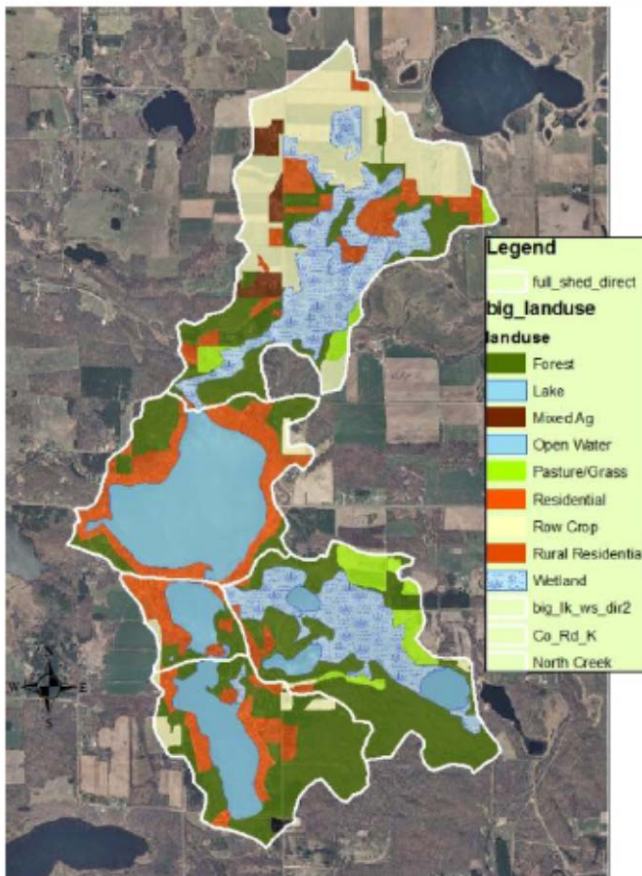 Legend
full_shed_direct
big_landuse
landuse
Forest
Lake
Mixed Ag
Open Water
Pasture/Grass
Residential
Row Crop
Rural Residentia
Wetland
big_lk_ws_dir2
Co_Rd_K
North Creek
N
W
E
S